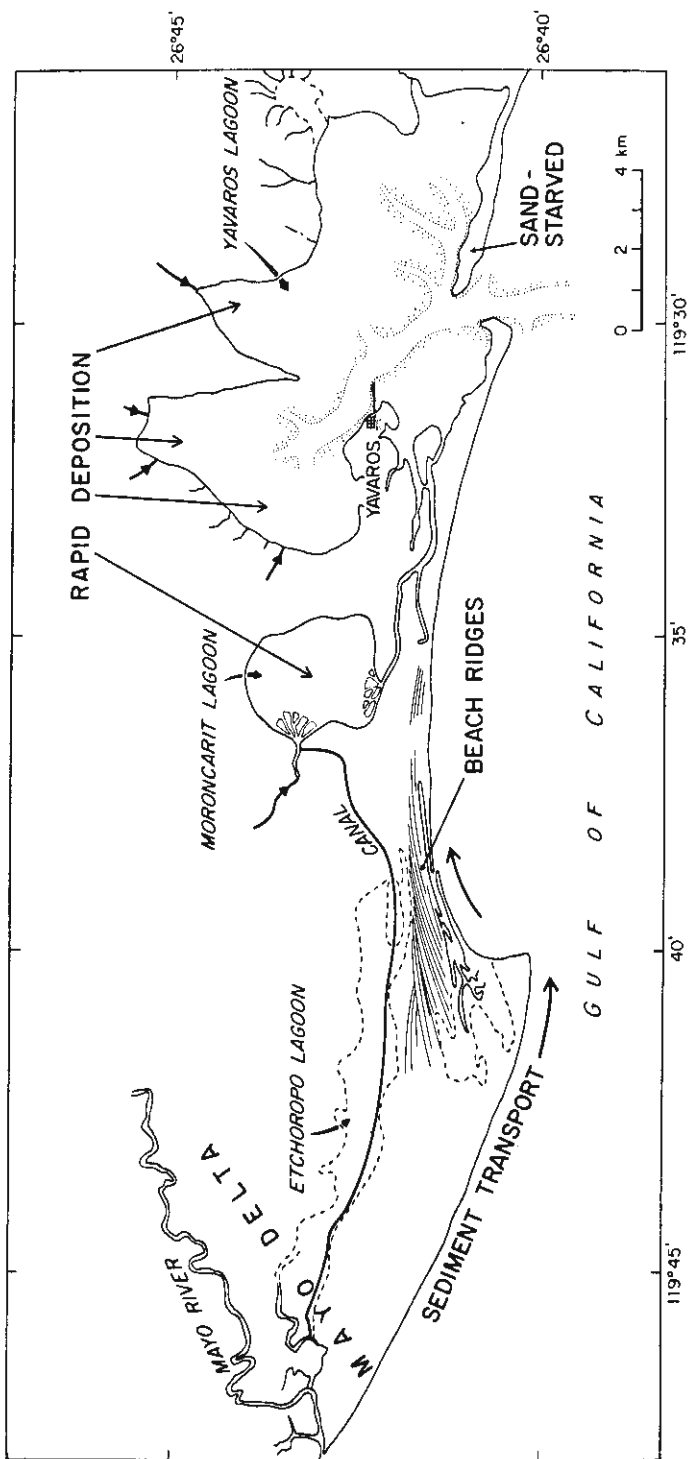 26°45'
26°40'
YAVAROS LAGOON
RAPID DEPOSITION
SAND-
STARVED
0 2 4 km
119°30'
YAVAROS
MORONCARIT LAGOON
35'
BEACH RIDGES
CANAL
GULF OF CALIFORNIA
40'
ETCHOROPO LAGOON
SEDIMENT TRANSPORT
MAYO DELTA
MAYO RIVER
119°45'